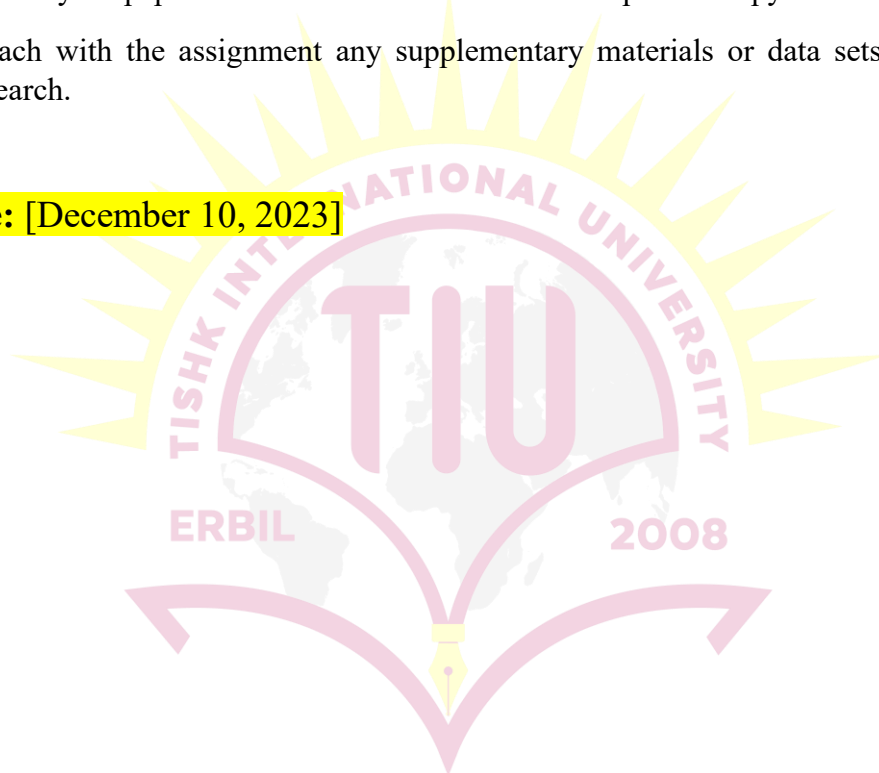 ach with the assignment any supplementary materials or data sets
earch.
e: [December 10, 2023]
TISHK INTERNATIONAL UNIVERSITY
TIU
ERBIL
2008